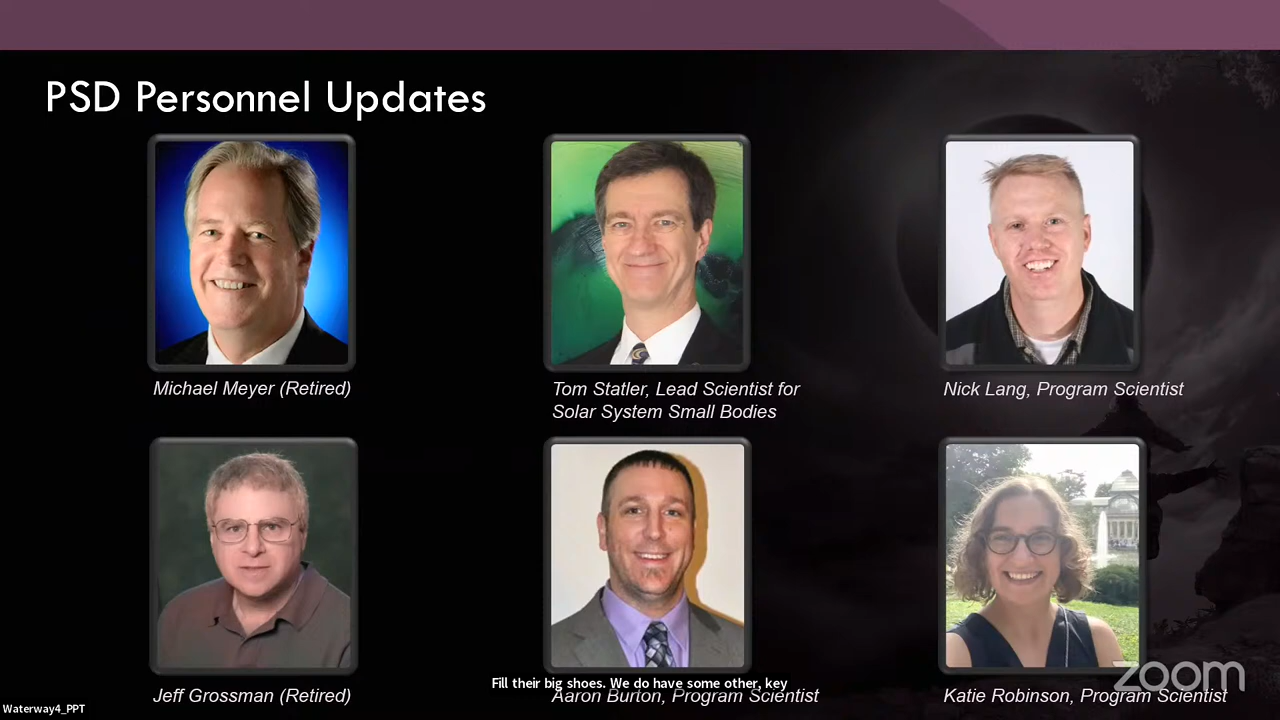 PSD Personnel Updates
Michael Meyer (Retired)
Tom Statler, Lead Scientist for
Solar System Small Bodies
Nick Lang, Program Scientist
Jeff Grossman (Retired)
Fill their big shoes. We do have some other, key
Aaron Burton, Program Scientist
Katie Robinson, Program Scientist
zoom
Waterway4_PPT